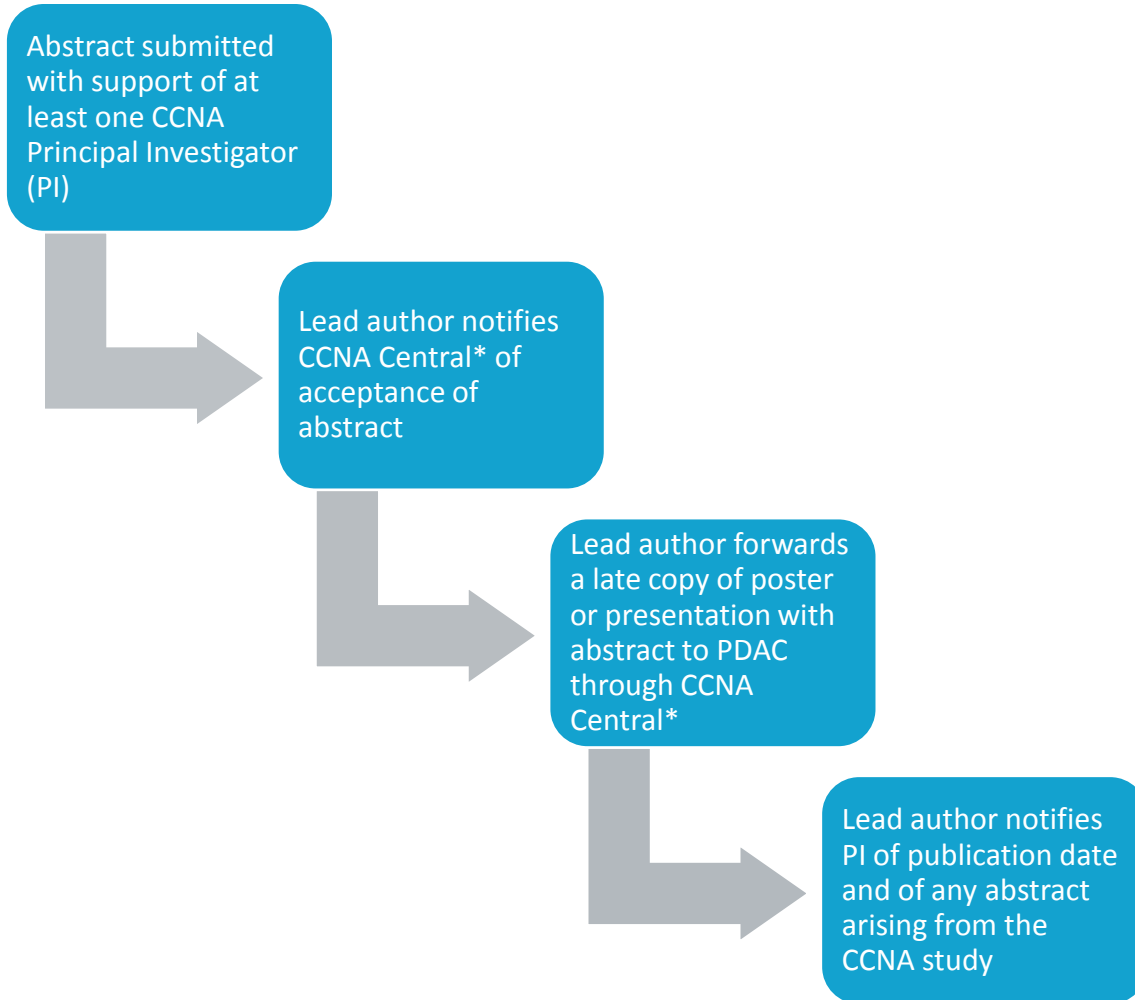 Abstract submitted
with support of at
least one CCNA
Principal Investigator
(PI)
Lead author notifies
CCNA Central* of
acceptance of
abstract
Lead author forwards
a late copy of poster
or presentation with
abstract to PDAC
through CCNA
Central*
Lead author notifies
PI of publication date
and of any abstract
arising from the
CCNA study